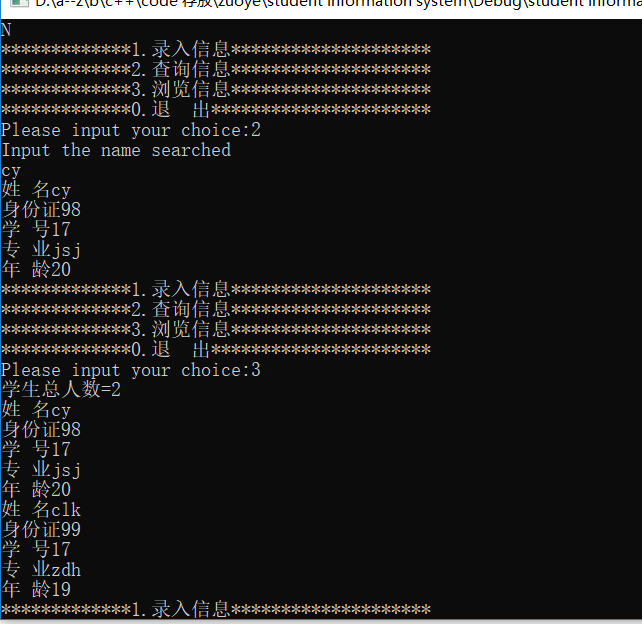 D:\a--z\b\c++\code 存放\zuoye\student information system\Debug\student informa
N
*************1.录入信息********************
*************2.查询信息********************
*************3.浏览信息********************
*************0.退  出**********************
Please input your choice:2
Input the name searched
cy
姓 名cy
身份证98
学 号17
专 业jsj
年 龄20
*************1.录入信息********************
*************2.查询信息********************
*************3.浏览信息********************
*************0.退  出**********************
Please input your choice:3
学生总人数=2
姓 名cy
身份证98
学 号17
专 业jsj
年 龄20
姓 名clk
身份证99
学 号17
专 业zdh
年 龄19
*************1.录入信息********************